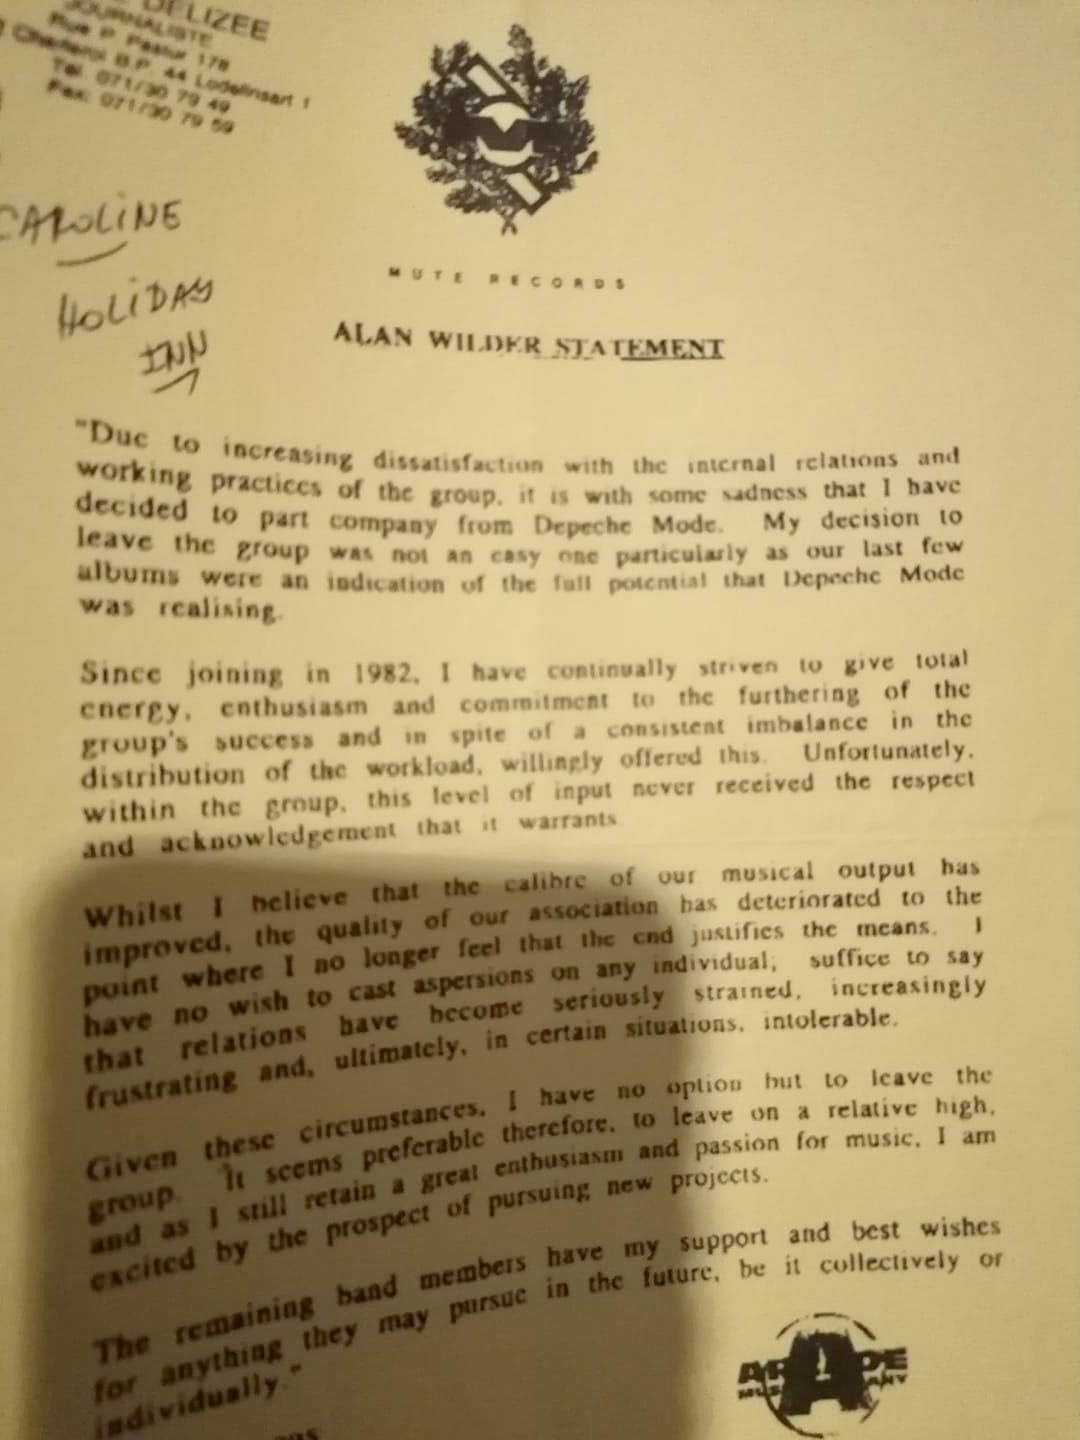 DELIZEE
JOURNALISTE
Rue P. Pastur 178
Charleroi B.P. 44 Lodelinsart 1
Tél. 071/30 79 49
Fax: 071/30 79 59
CAROLINE
HOLIDAY
INN
MUTE RECORDS
ALAN WILDER STATEMENT
"Due to increasing dissatisfaction with the internal relations and
working practices of the group, it is with some sadness that I have
decided to part company from Depeche Mode. My decision to
leave the group was not an easy one particularly as our last few
albums were an indication of the full potential that Depeche Mode
was realising.
Since joining in 1982, I have continually striven to give total
energy, enthusiasm and commitment to the furthering of the
group's success and in spite of a consistent imbalance in the
distribution of the workload, willingly offered this. Unfortunately,
within the group, this level of input never received the respect
and acknowledgement that it warrants
Whilst I believe that the calibre of our musical output has
improved, the quality of our association has deteriorated to the
point where I no longer feel that the end justifies the means. I
have no wish to cast aspersions on any individual; suffice to say
that relations have become seriously strained, increasingly
frustrating and, ultimately, in certain situations, intolerable.
Given these circumstances, I have no option but to leave the
group. It seems preferable therefore, to leave on a relative high,
and as I still retain a great enthusiasm and passion for music, I am
excited by the prospect of pursuing new projects.
The remaining band members have my support and best wishes
for anything they may pursue in the future, be it collectively or
individually."